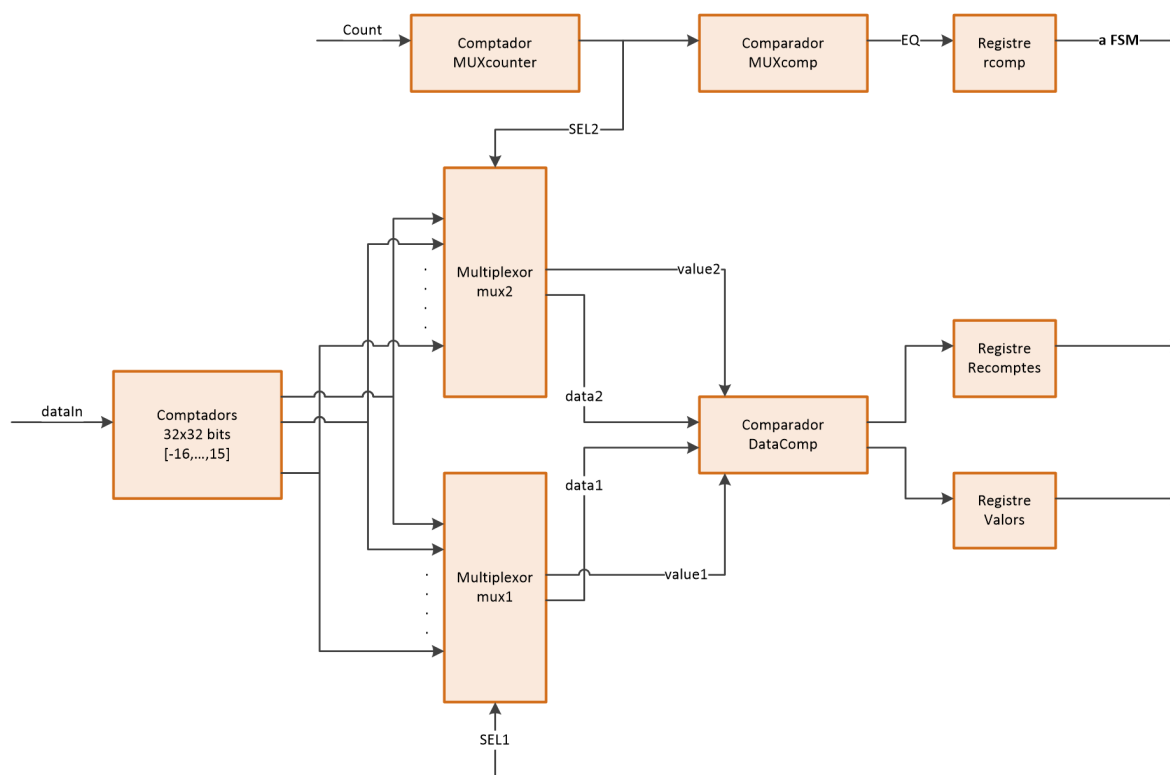 Count
Comptador
MUXcounter
Comparador
MUXcomp
EQ
Registre
rcomp
a FSM
SEL2
Multiplexor
mux2
value2
data2
dataIn
Comptadors
32x32 bits
[-16,...,15]
Comparador
DataComp
Registre
Recomptes
data1
Registre
Valors
Multiplexor
mux1
value1
SEL1